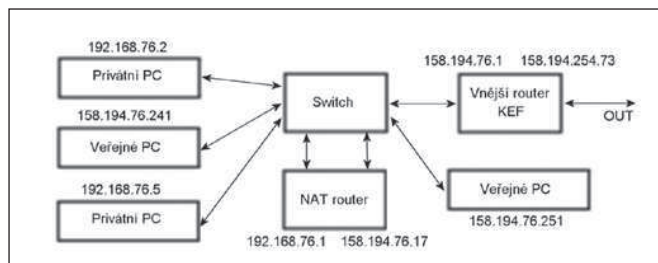 192.168.76.2
Privátní PC
158.194.76.241
Veřejné PC
192.168.76.5
Privátní PC
Switch
NAT router
192.168.76.1 158.194.76.17
158.194.76.1 158.194.254.73
Vnější router
KEF
OUT
Veřejné PC
158.194.76.251